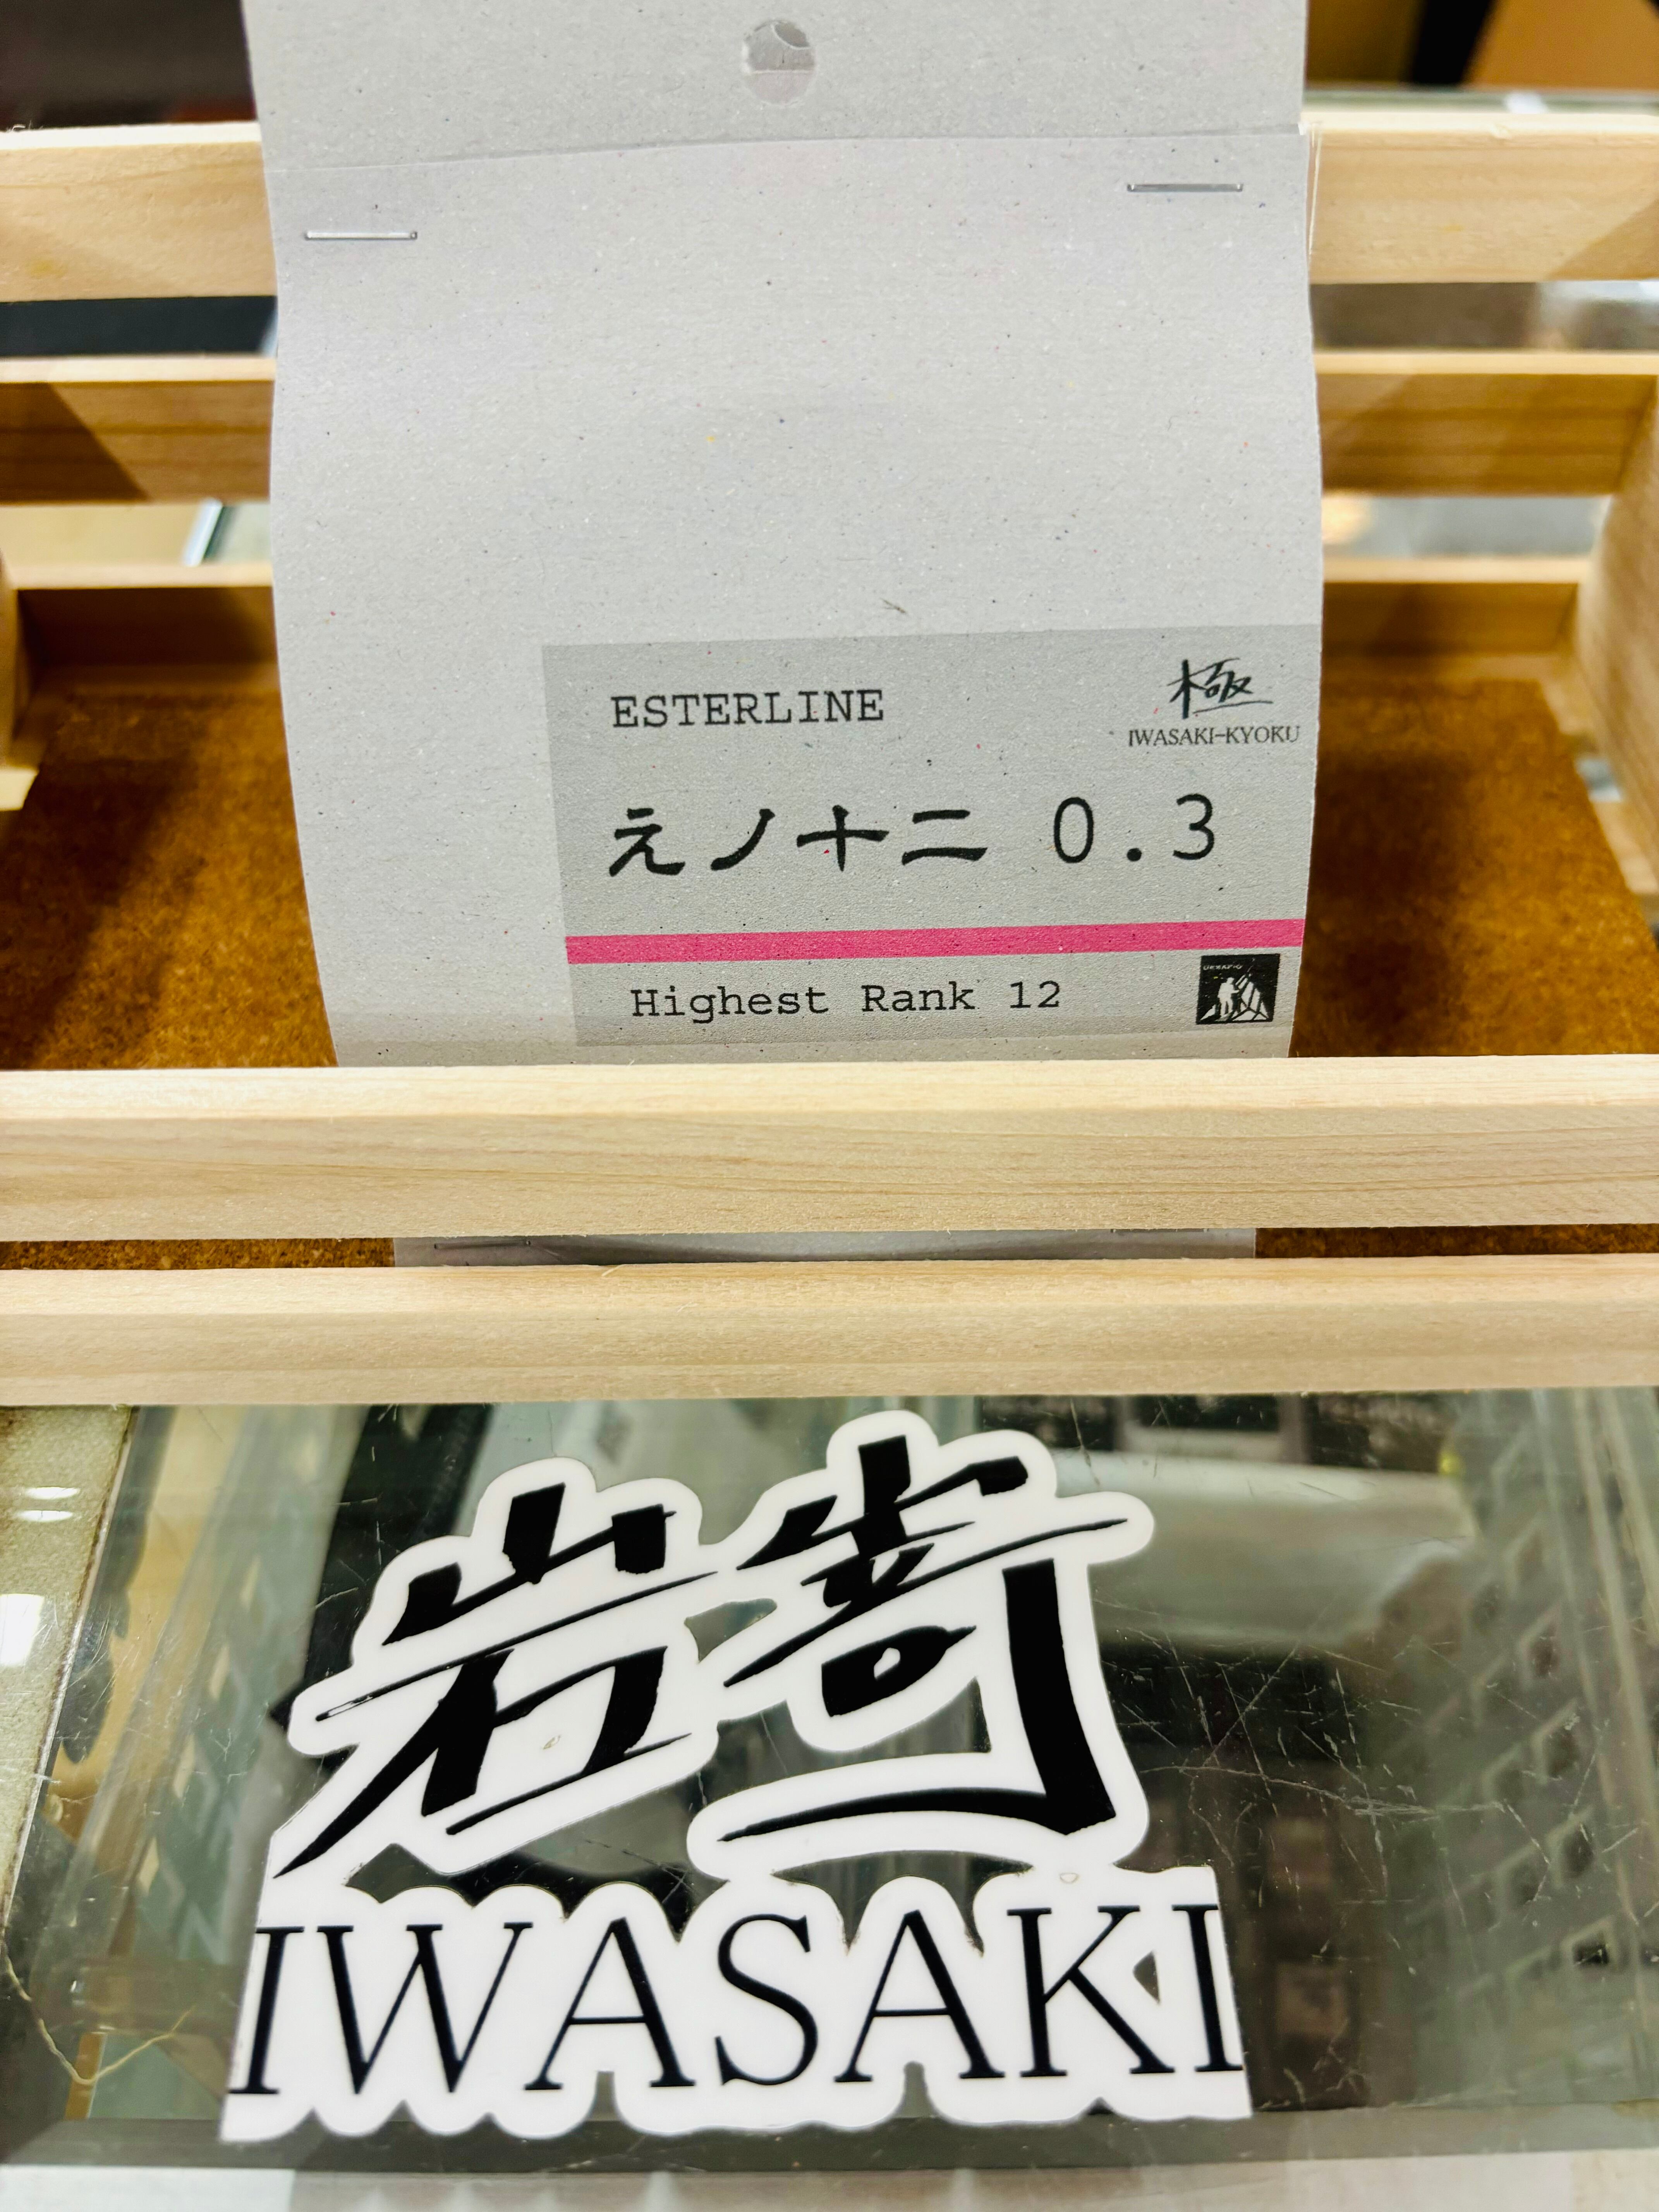 ESTERLINE
極
IWASAKI-KYOKU
えノ十二 0.3
Highest Rank 12
岩崎
IWASAKI